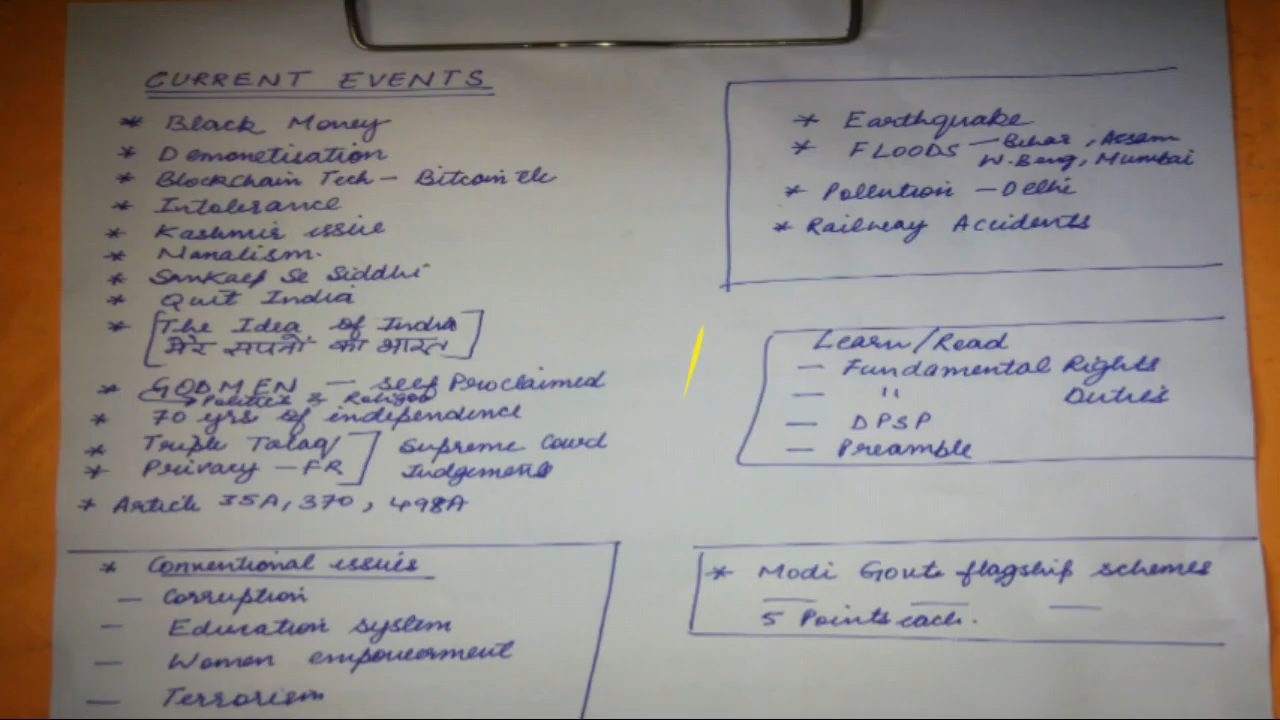 CURRENT EVENTS
* Black Money
* Demonetisation
* Blockchain Tech - Bitcoin etc
* Intolerance
* Kashmir issue
* Naxalism.
* Sankalp Se Siddhi
* Quit India
* [The Idea of India
मेरे सपनों का भारत]
* GODMEN — self Proclaimed
→ Politics & Religion
* 70 yrs of independence
* Triple Talaq/ ] Supreme Court
* Privacy - FR ] Judgements
* Article 35A, 370, 498A
* Conventional issues
— Corruption
— Education system
— Women empowerment
— Terrorism
* Earthquake
* FLOODS — Bihar, Assam
W. Beng, Mumbai
* Pollution - Delhi
* Railway Accidents
Learn/Read
— Fundamental Rights
— " Duties
— DPSP
— Preamble
* Modi Govt. flagship schemes
5 Points each.